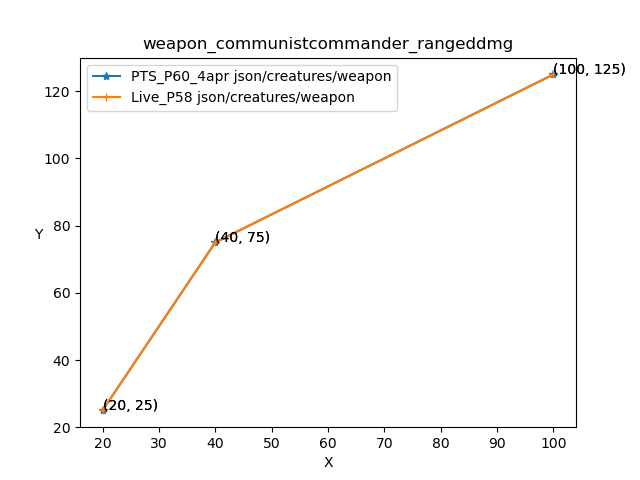 weapon_communistcommander_rangeddmg
PTS_P60_4apr json/creatures/weapon
Live_P58 json/creatures/weapon
(100, 125)
(40, 75)
(20, 25)
Y
120
100
80
60
40
20
20 30 40 50 60 70 80 90 100
X